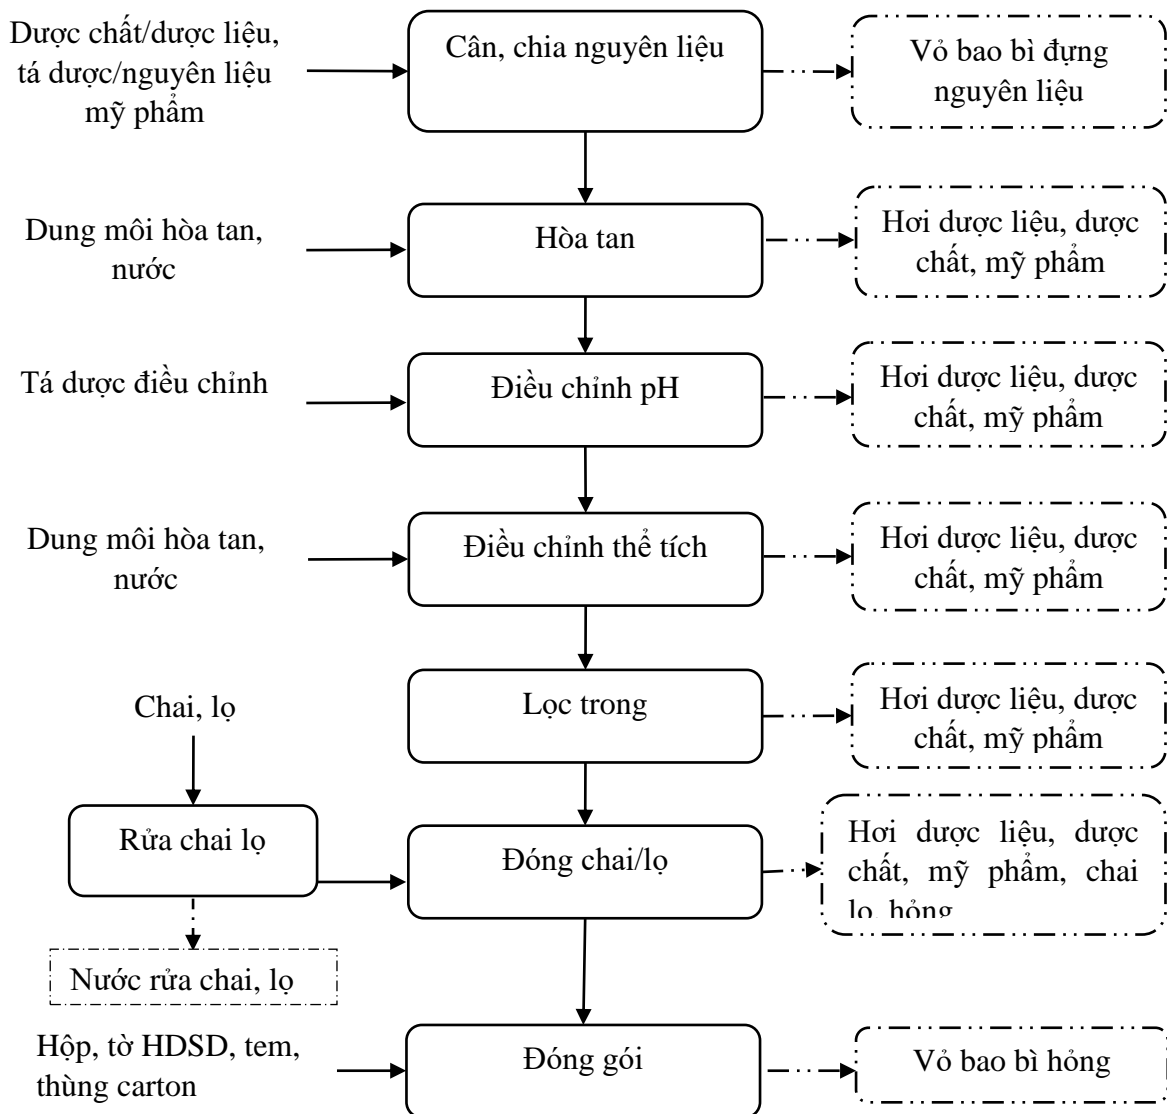 Dược chất/dược liệu,
tá dược/nguyên liệu
mỹ phẩm
Cân, chia nguyên liệu
Vỏ bao bì đựng
nguyên liệu
Dung môi hòa tan,
nước
Hòa tan
Hơi dược liệu, dược
chất, mỹ phẩm
Tá dược điều chỉnh
Điều chỉnh pH
Hơi dược liệu, dược
chất, mỹ phẩm
Dung môi hòa tan,
nước
Điều chỉnh thể tích
Hơi dược liệu, dược
chất, mỹ phẩm
Chai, lọ
Lọc trong
Hơi dược liệu, dược
chất, mỹ phẩm
Rửa chai lọ
Đóng chai/lọ
Hơi dược liệu, dược
chất, mỹ phẩm, chai
lọ hỏng
Nước rửa chai, lọ
Hộp, tờ HDSD, tem,
thùng carton
Đóng gói
Vỏ bao bì hỏng